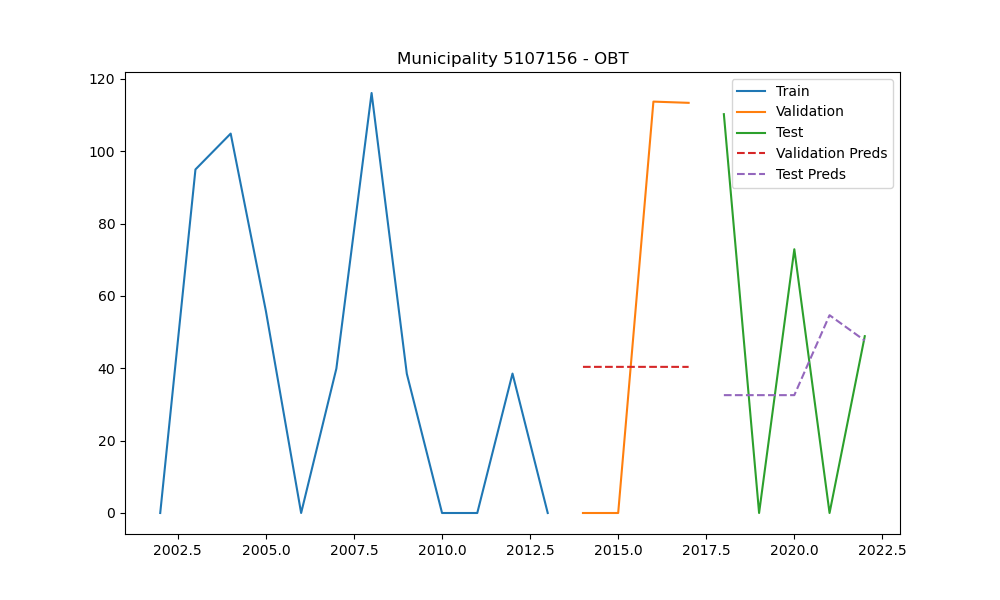 Municipality 5107156 - OBT
120
100
80
60
40
20
0
Train
Validation
Test
Validation Preds
Test Preds
2002.5 2005.0 2007.5 2010.0 2012.5 2015.0 2017.5 2020.0 2022.5